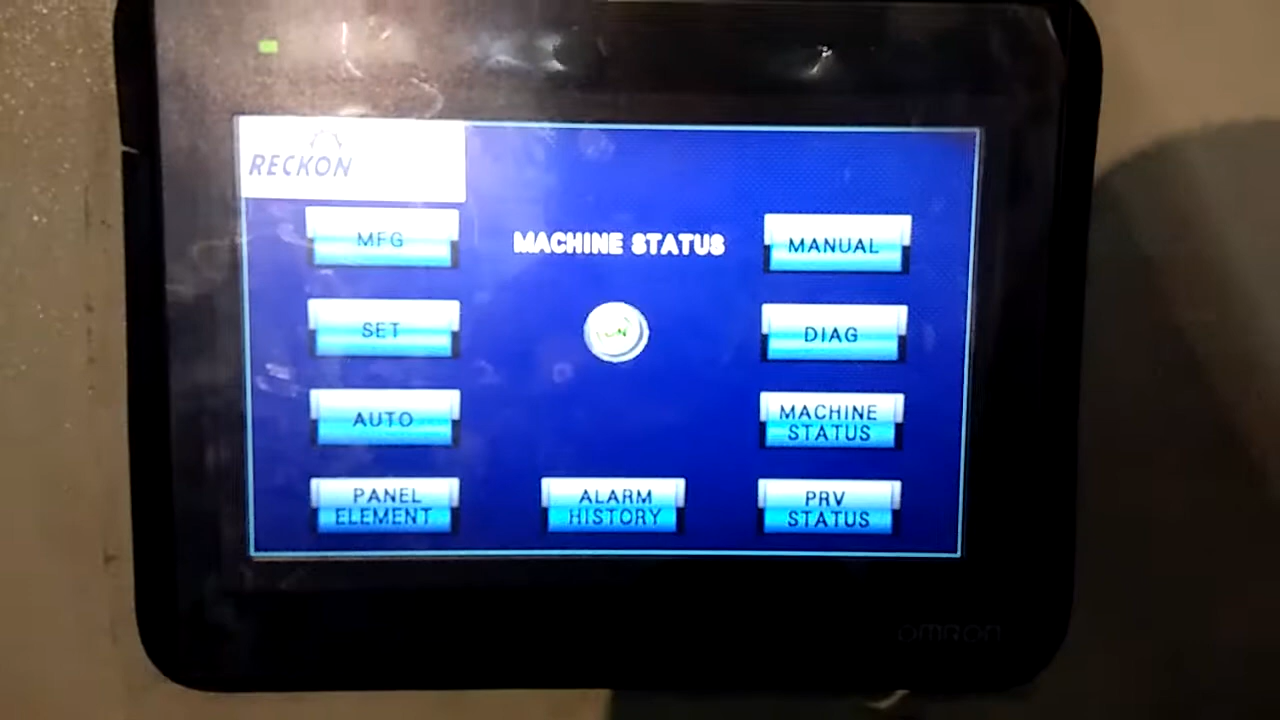 RECKON
MFG
MACHINE STATUS
MANUAL
SET
ON
DIAG
AUTO
MACHINE
STATUS
PANEL
ELEMENT
ALARM
HISTORY
PRV
STATUS
OMRON